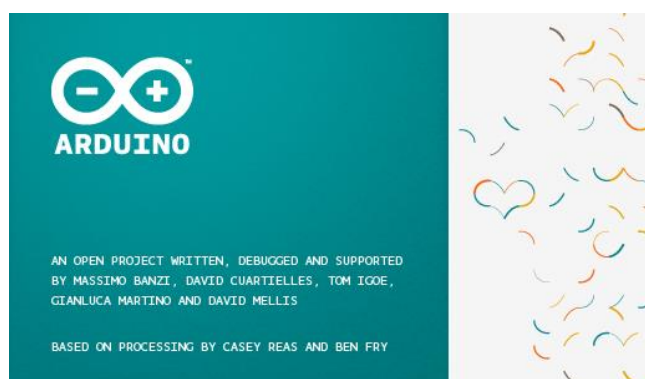 ARDUINO
AN OPEN PROJECT WRITTEN, DEBUGGED AND SUPPORTED
BY MASSIMO BANZI, DAVID CUARTIELLES, TOM IGOE,
GIANLUCA MARTINO AND DAVID MELLIS
BASED ON PROCESSING BY CASEY REAS AND BEN FRY